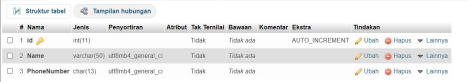 Struktur tabel Tampilan hubungan
# Nama Jenis Penyortiran Atribut Tak Ternilai Bawaan Komentar Ekstra Tindakan
1 id int(11) Tidak Tidak ada AUTO_INCREMENT Ubah Hapus Lainnya
2 Name varchar(50) utf8mb4_general_ci Tidak Tidak ada Ubah Hapus Lainnya
3 PhoneNumber char(13) utf8mb4_general_ci Tidak Tidak ada Ubah Hapus Lainnya